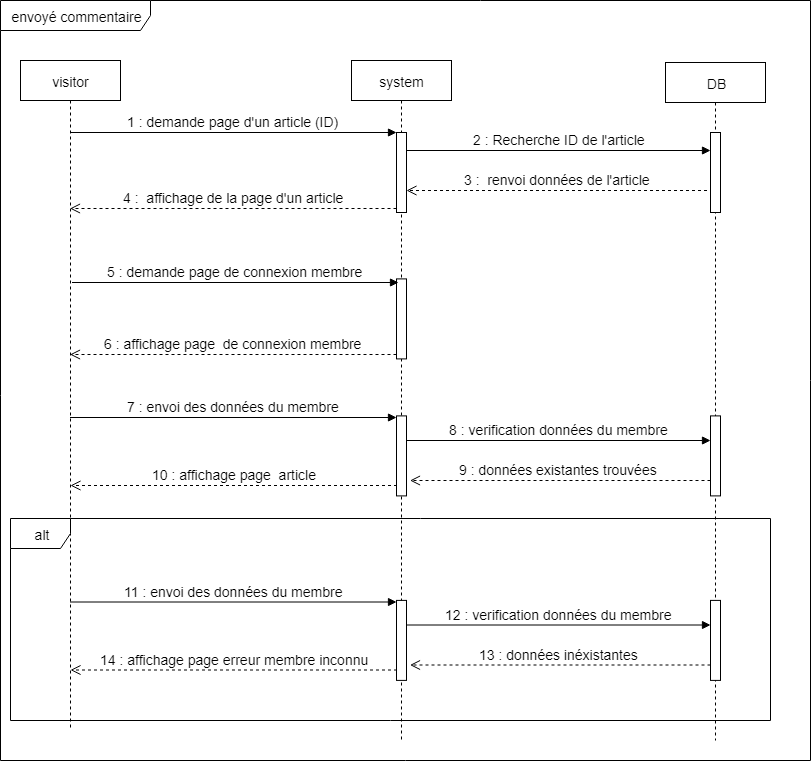 envoyé commentaire
visitor
system
DB
1 : demande page d'un article (ID)
2 : Recherche ID de l'article
3 :  renvoi données de l'article
4 :  affichage de la page d'un article
5 : demande page de connexion membre
6 : affichage page  de connexion membre
7 : envoi des données du membre
8 : verification données du membre
9 : données existantes trouvées
10 : affichage page  article
alt
11 : envoi des données du membre
12 : verification données du membre
13 : données inéxistantes
14 : affichage page erreur membre inconnu